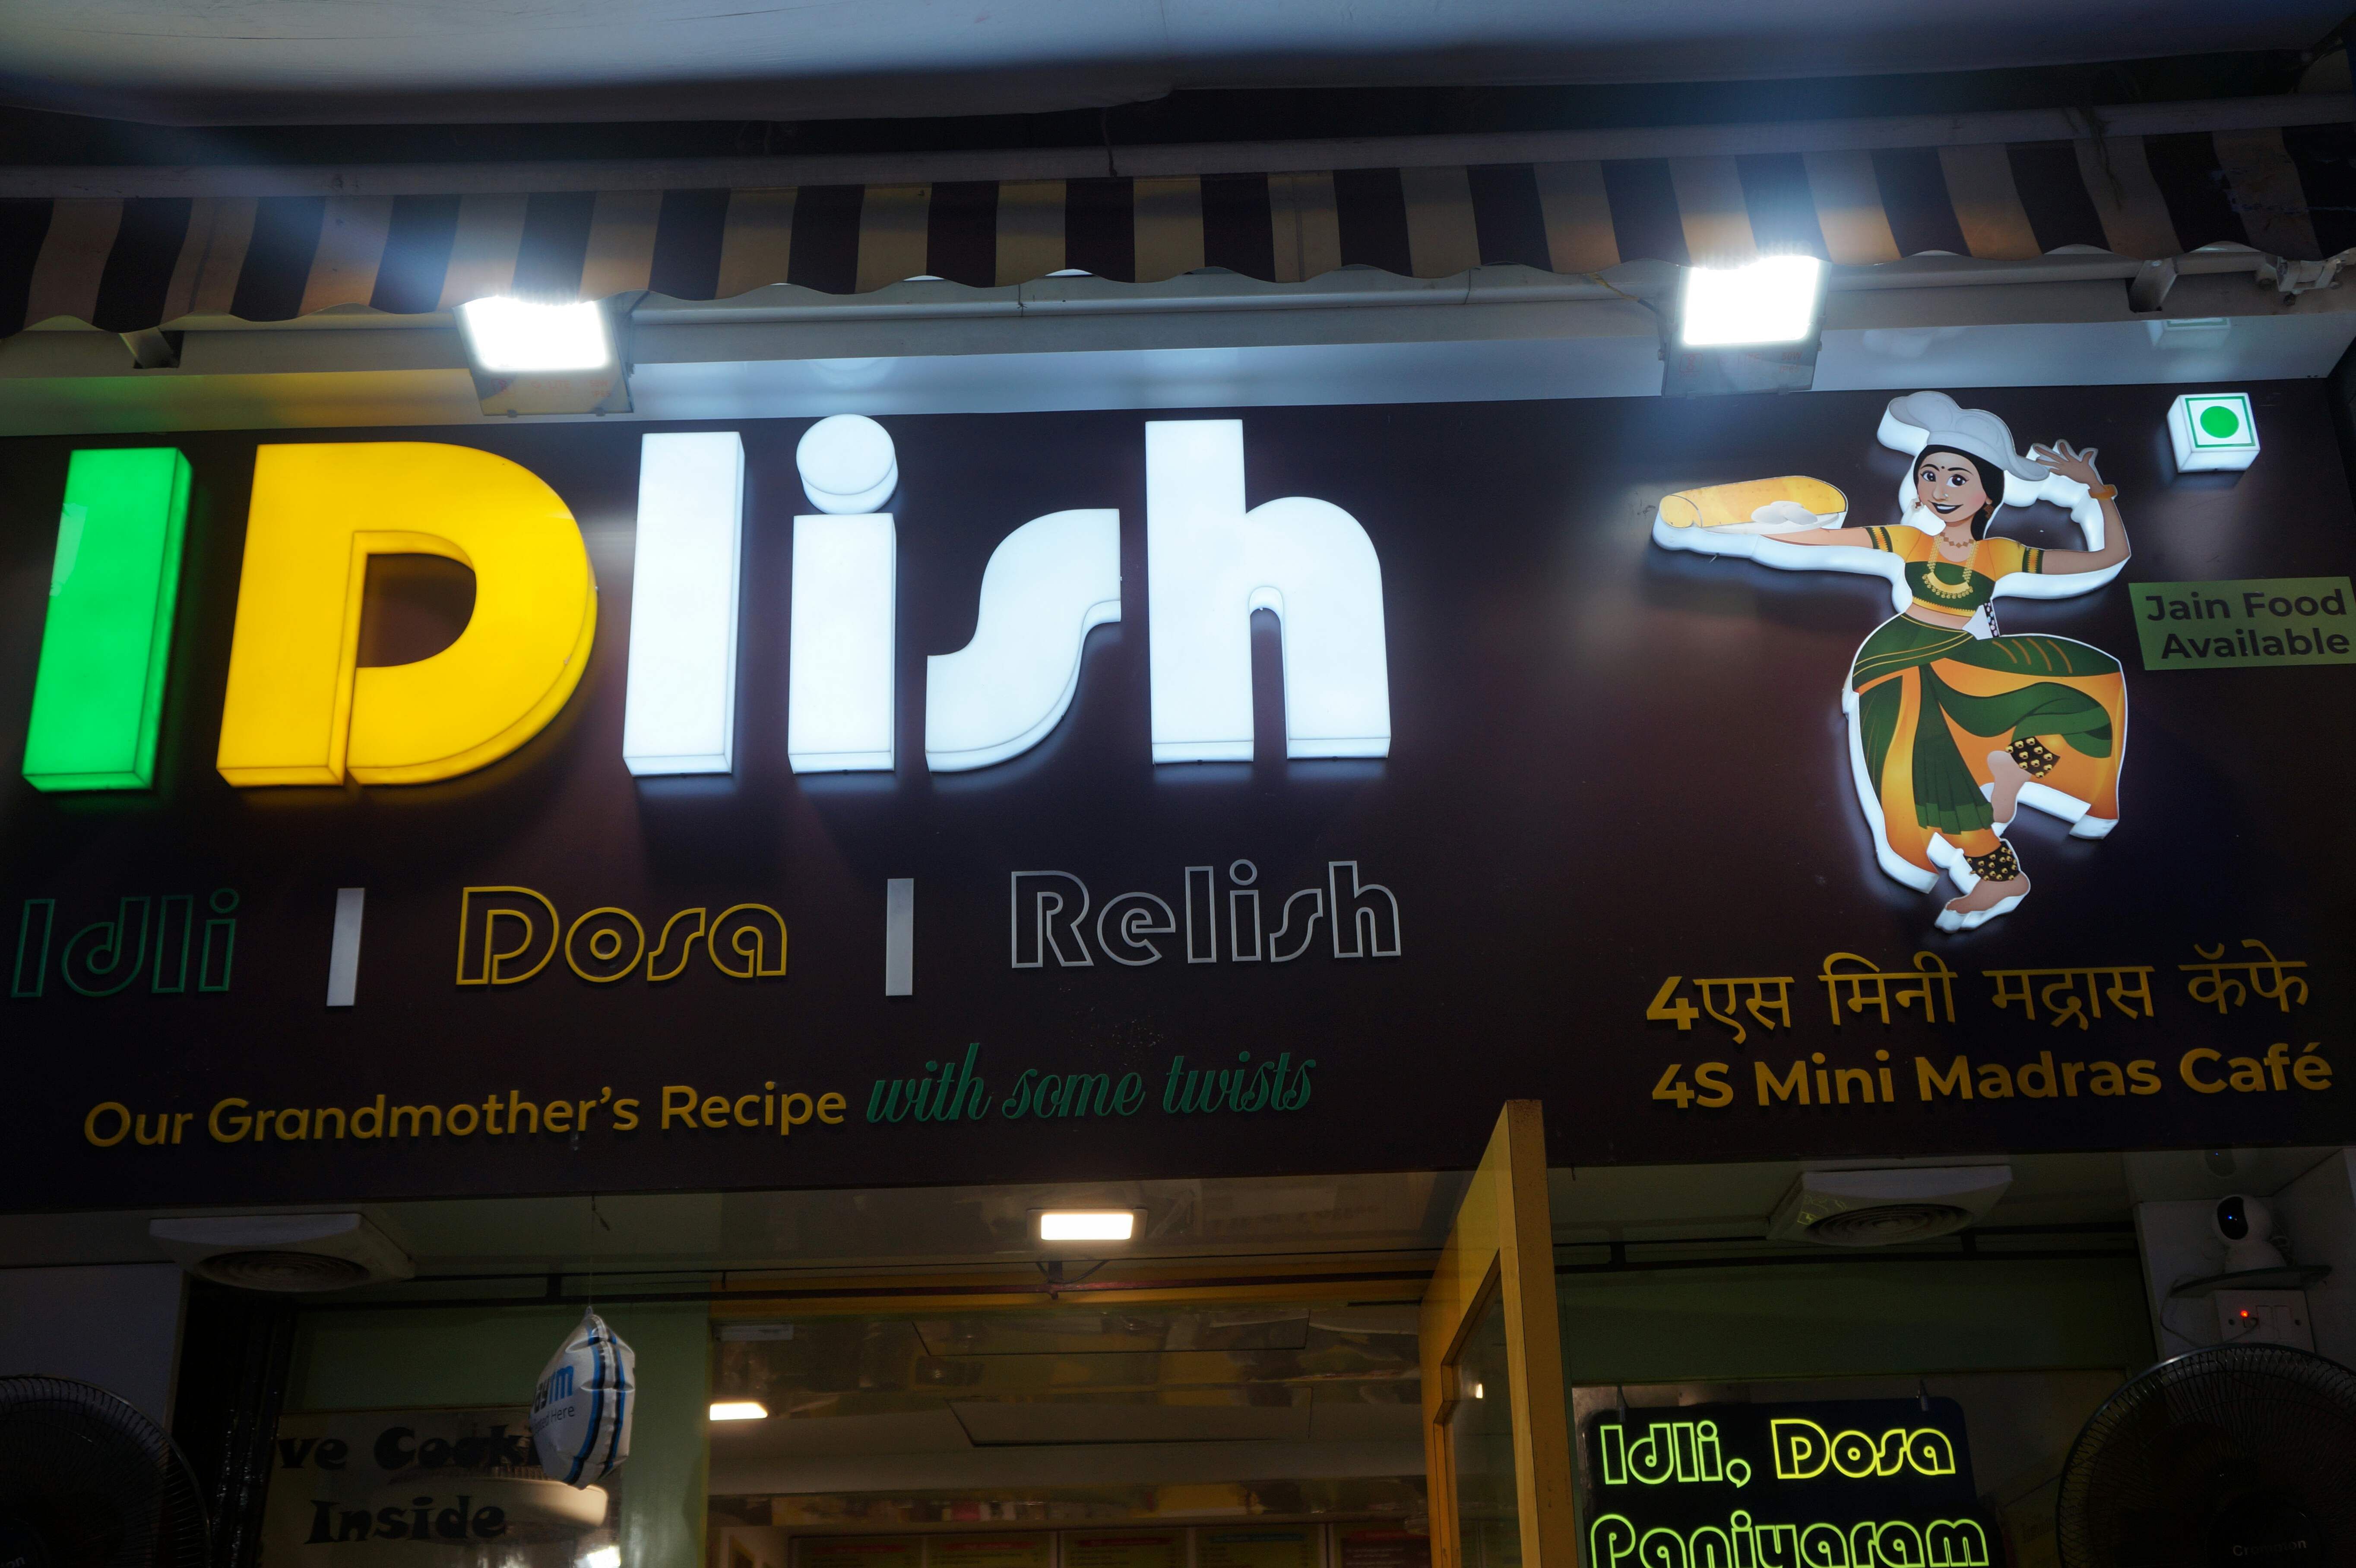 IDlish
Idli | Dosa | Relish
Our Grandmother's Recipe with some twists
Jain Food
Available
4एस मिनी मद्रास कॅफे
4S Mini Madras Café
Inside
Idli, Dosa
Paniyaram
Crompton